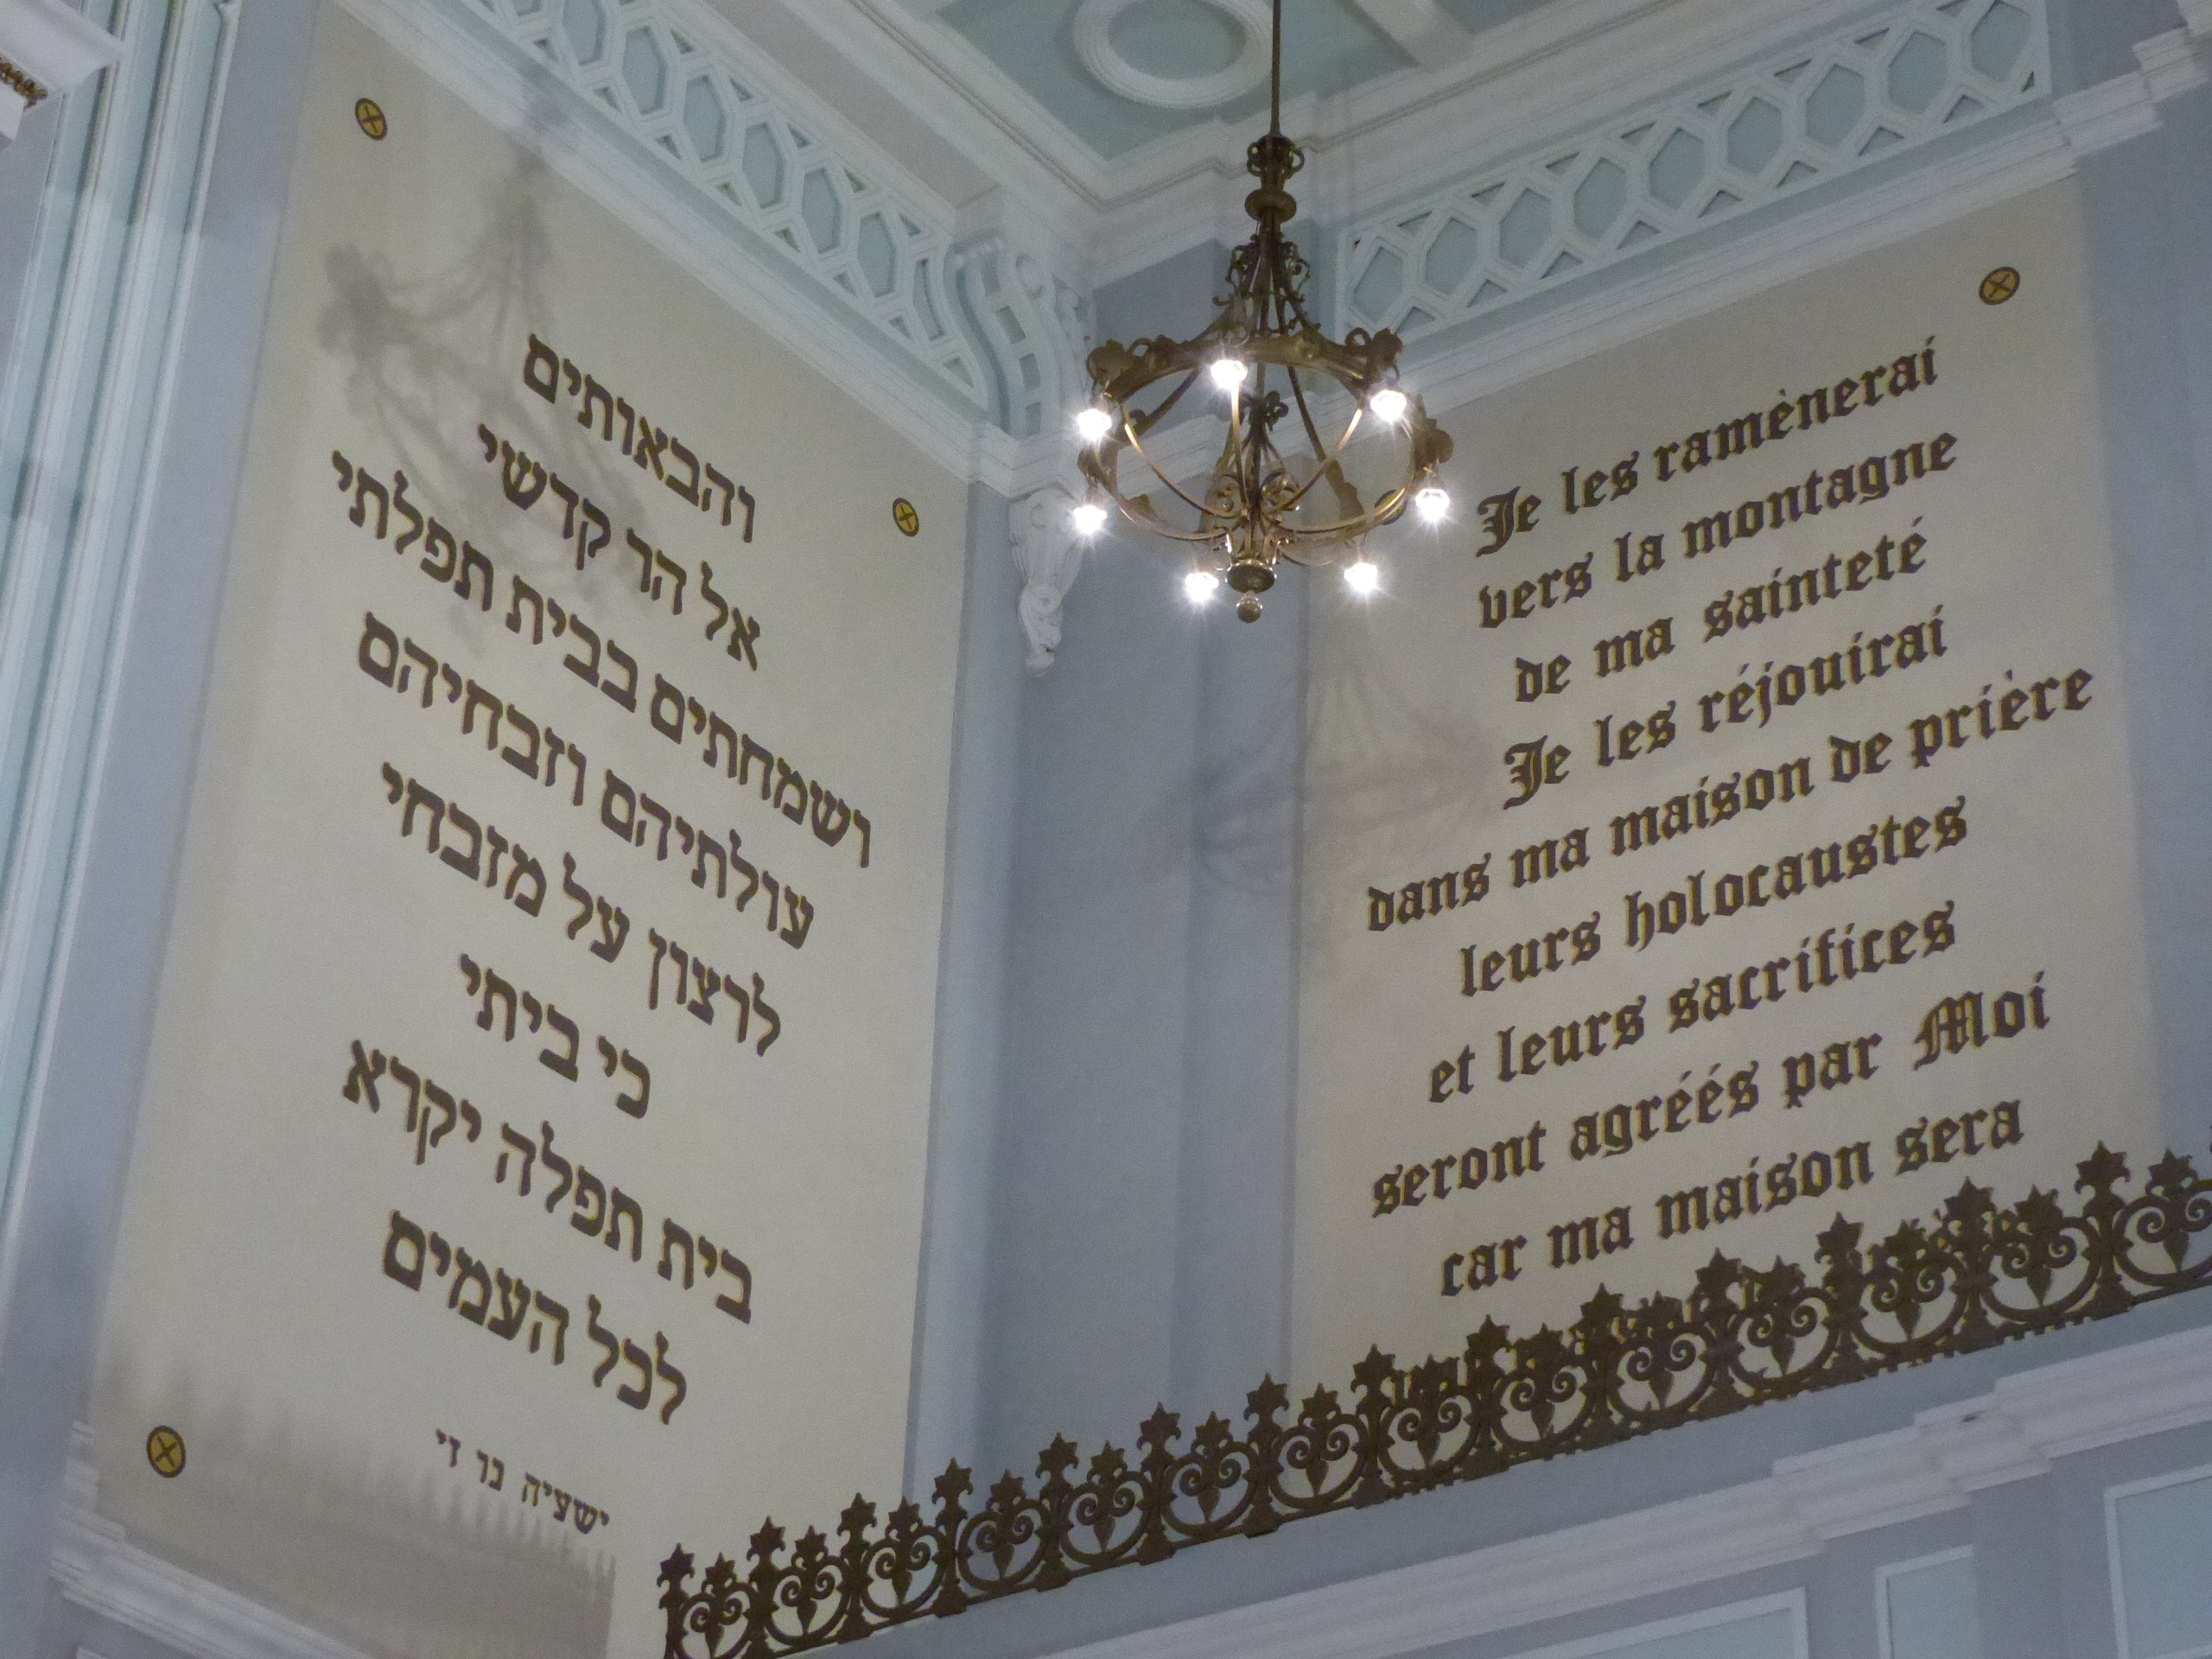 והבאותים
אל הר קדשי
ושמחתים בבית תפלתי
עולתיהם וזבחיהם
לרצון על מזבחי
כי ביתי
בית תפלה יקרא
לכל העמים
ישעיה נו ז׳
Je les ramènerai
vers la montagne
de ma sainteté
Je les réjouirai
dans ma maison de prière
leurs holocaustes
et leurs sacrifices
seront agréés par Moi
car ma maison sera